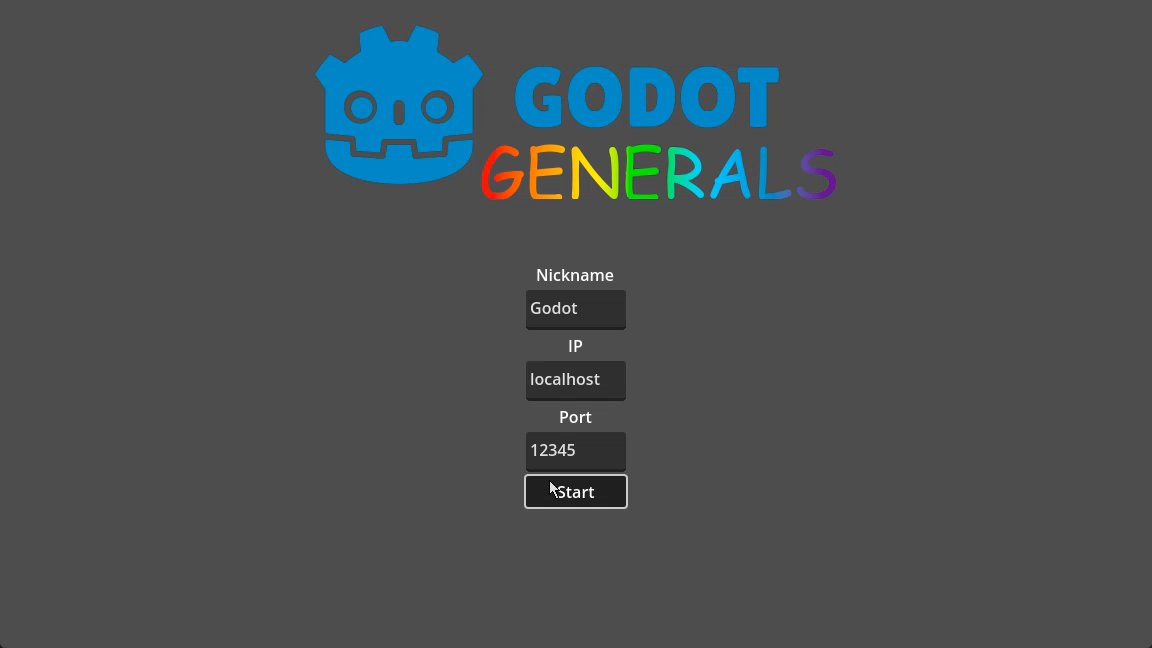 GODOT
GENERALS
Nickname
Godot
IP
localhost
Port
12345
Start